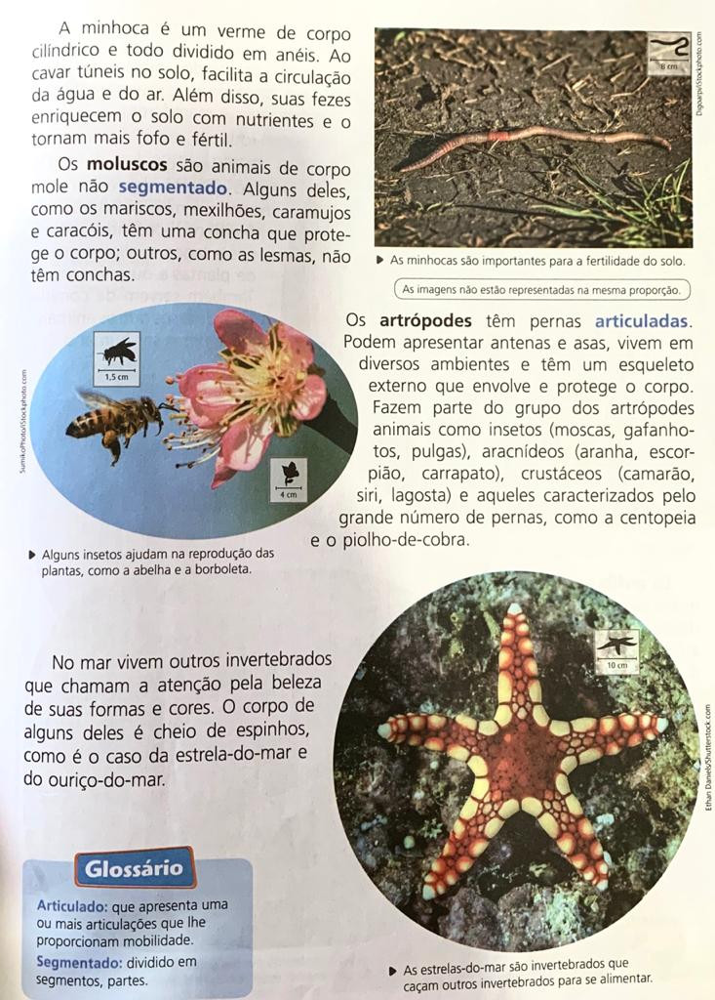 A minhoca é um verme de corpo
cilíndrico e todo dividido em anéis. Ao
cavar túneis no solo, facilita a circulação
da água e do ar. Além disso, suas fezes
enriquecem o solo com nutrientes e o
tornam mais fofo e fértil.
Os moluscos são animais de corpo
mole não segmentado. Alguns deles,
como os mariscos, mexilhões, caramujos
e caracóis, têm uma concha que prote-
ge o corpo; outros, como as lesmas, não
têm conchas.
8 cm
Digoarpi/iStockphoto.com
As minhocas são importantes para a fertilidade do solo.
As imagens não estão representadas na mesma proporção.
1,5 cm
4 cm
SumikoPhoto/iStockphoto.com
Alguns insetos ajudam na reprodução das
plantas, como a abelha e a borboleta.
Os artrópodes têm pernas articuladas.
Podem apresentar antenas e asas, vivem em
diversos ambientes e têm um esqueleto
externo que envolve e protege o corpo.
Fazem parte do grupo dos artrópodes
animais como insetos (moscas, gafanho-
tos, pulgas), aracnídeos (aranha, escor-
pião, carrapato), crustáceos (camarão,
siri, lagosta) e aqueles caracterizados pelo
grande número de pernas, como a centopeia
e o piolho-de-cobra.
No mar vivem outros invertebrados
que chamam a atenção pela beleza
de suas formas e cores. O corpo de
alguns deles é cheio de espinhos,
como é o caso da estrela-do-mar e
do ouriço-do-mar.
10 cm
Ethan Daniels/Shutterstock.com
As estrelas-do-mar são invertebrados que
caçam outros invertebrados para se alimentar.
Glossário
Articulado: que apresenta uma
ou mais articulações que lhe
proporcionam mobilidade.
Segmentado: dividido em
segmentos, partes.